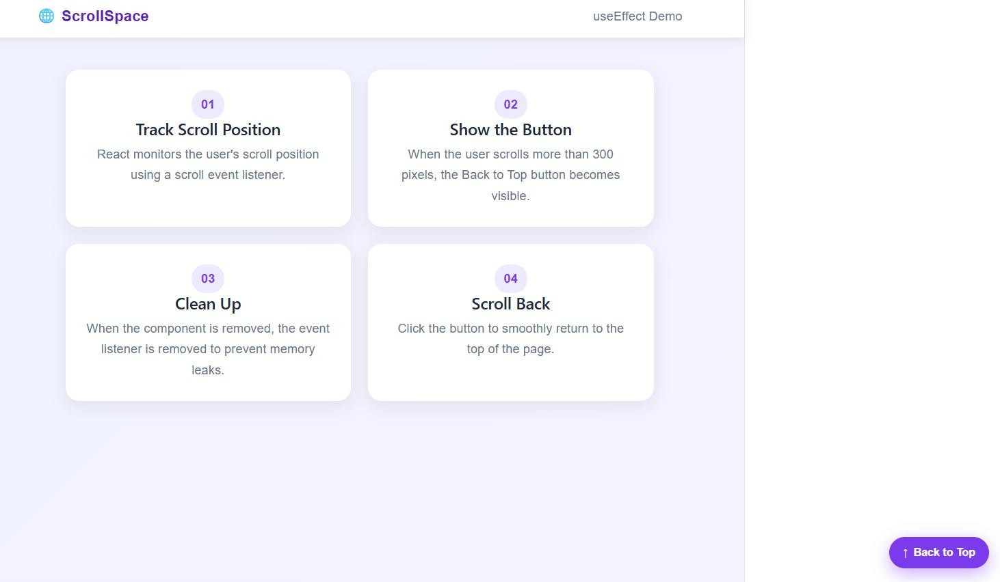 ScrollSpace
useEffect Demo
01
Track Scroll Position
React monitors the user's scroll position
using a scroll event listener.
02
Show the Button
When the user scrolls more than 300
pixels, the Back to Top button becomes
visible.
03
Clean Up
When the component is removed, the event
listener is removed to prevent memory
leaks.
04
Scroll Back
Click the button to smoothly return to the
top of the page.
↑ Back to Top